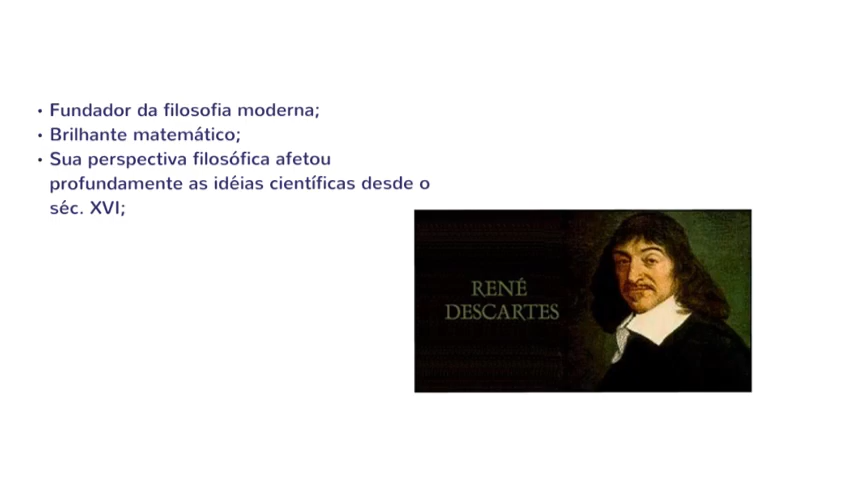 • Fundador da filosofia moderna;
• Brilhante matemático;
• Sua perspectiva filosófica afetou
profundamente as idéias científicas desde o
séc. XVI;
RENÉ
DESCARTES